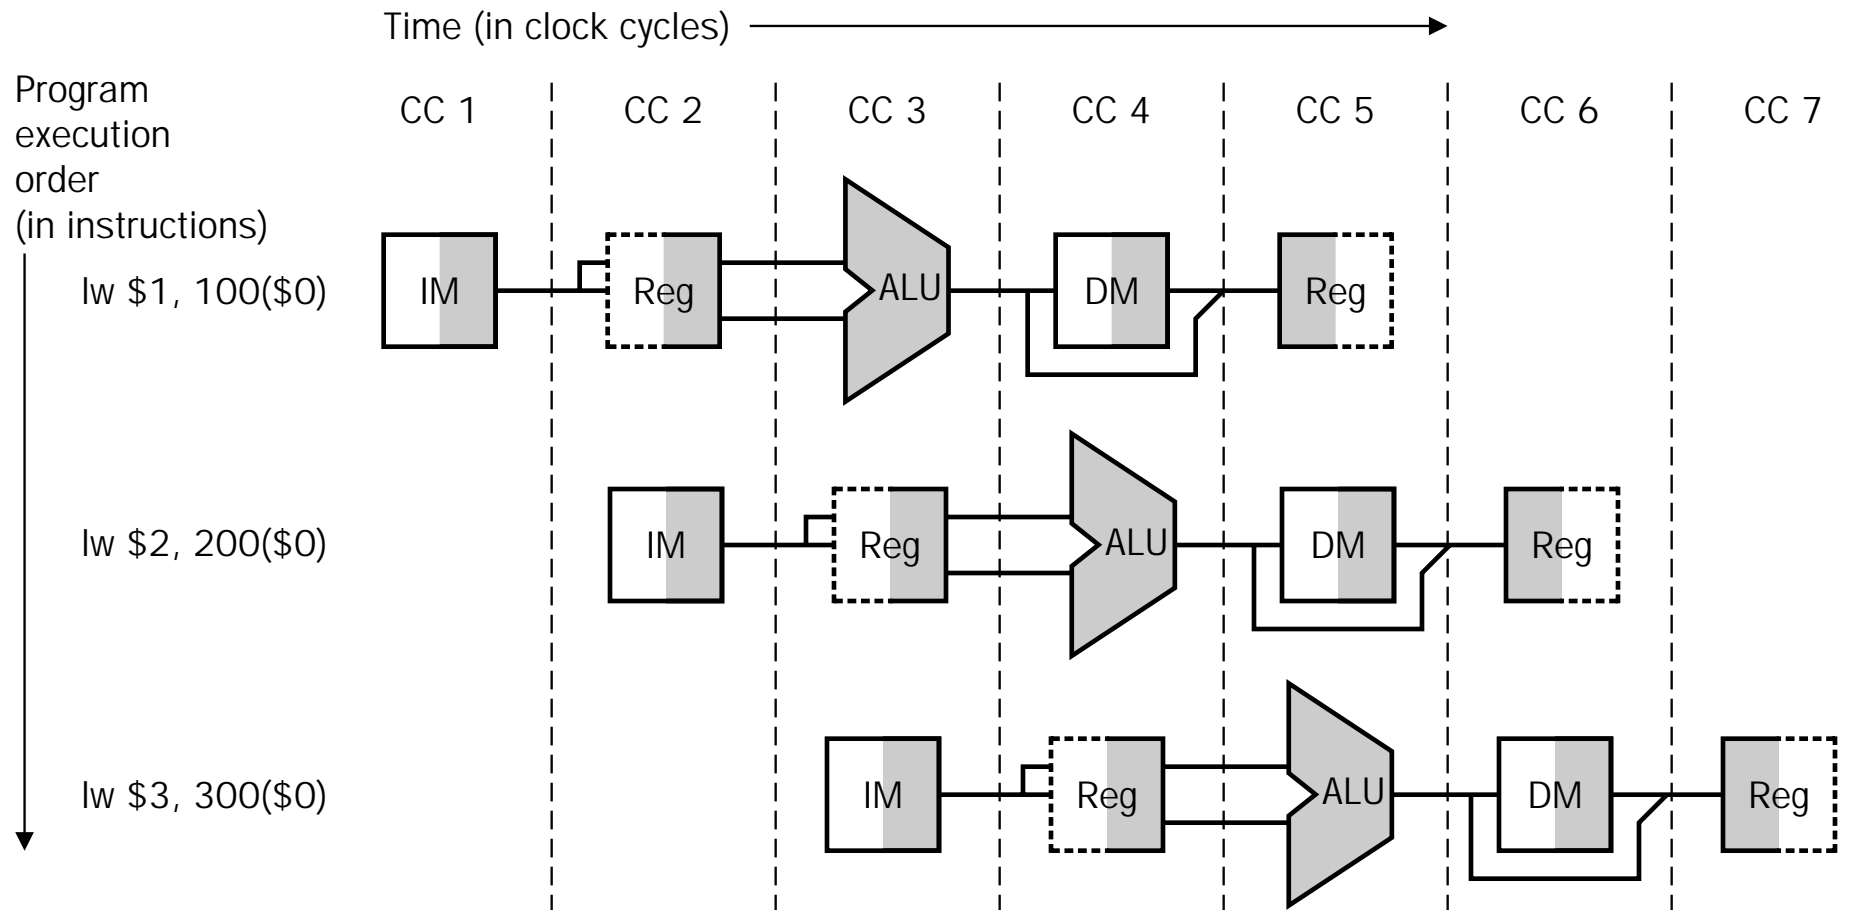 Time (in clock cycles)
Program
execution
order
(in instructions)
CC 1 CC 2 CC 3 CC 4 CC 5 CC 6 CC 7
lw $1, 100($0) IM Reg ALU DM Reg
lw $2, 200($0) IM Reg ALU DM Reg
lw $3, 300($0) IM Reg ALU DM Reg